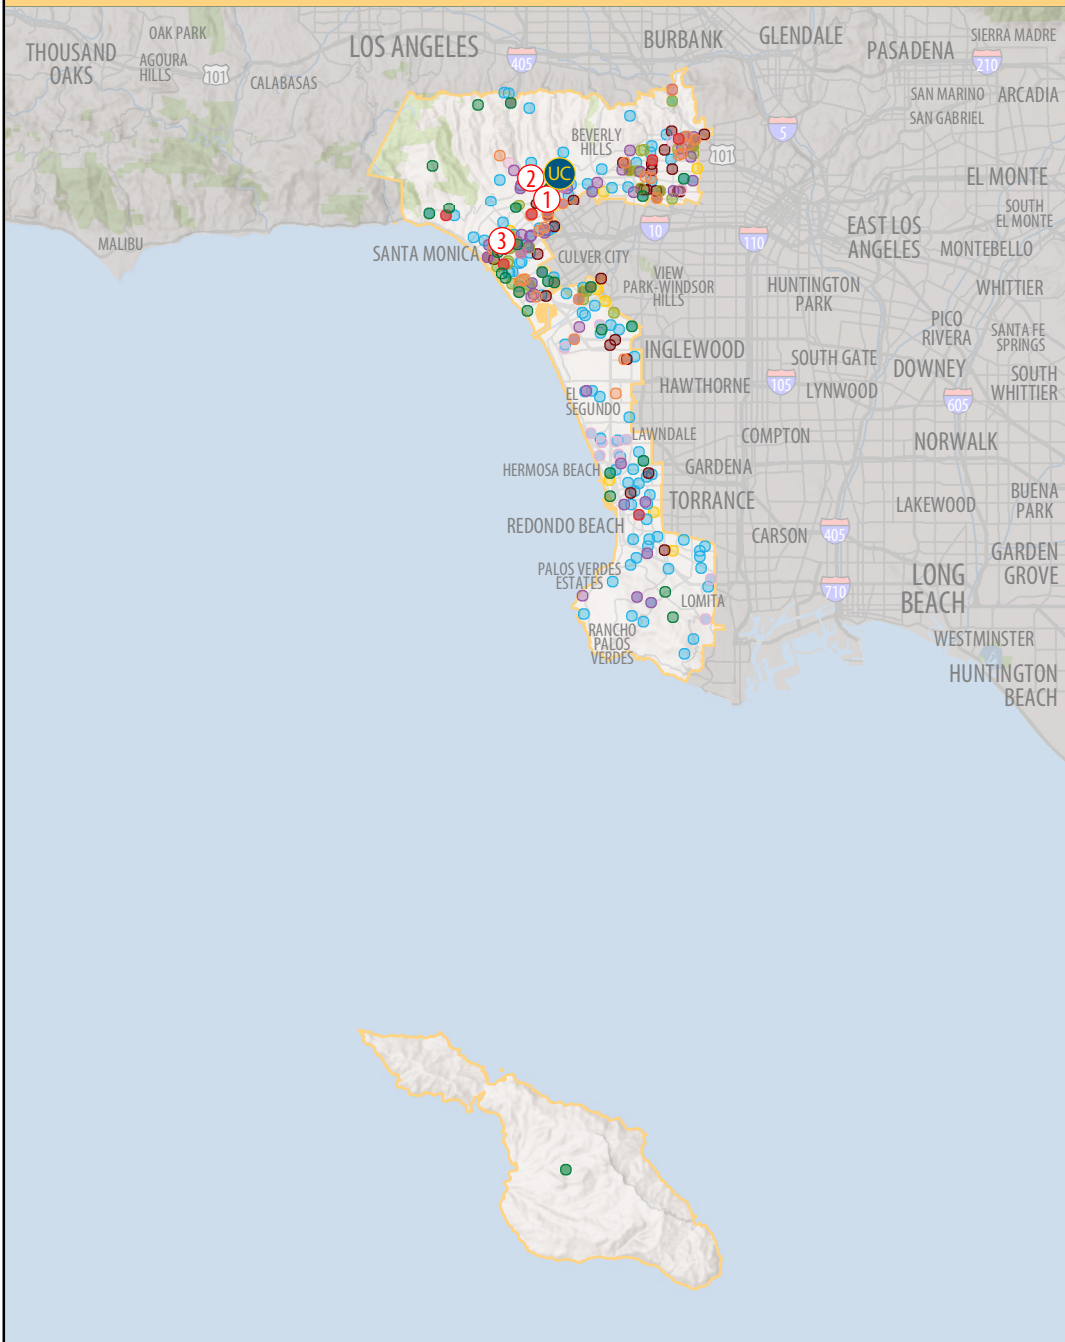 THOUSAND
OAKS
OAK PARK
AGOURA
HILLS
101
CALABASAS
LOS ANGELES
405
BURBANK
GLENDALE
PASADENA
SIERRA MADRE
210
SAN MARINO
ARCADIA
SAN GABRIEL
5
BEVERLY
HILLS
101
UC
2
1
3
EL MONTE
SOUTH
EL MONTE
10
110
EAST LOS
ANGELES
MONTEBELLO
MALIBU
SANTA MONICA
CULVER CITY
VIEW
PARK-WINDSOR
HILLS
HUNTINGTON
PARK
WHITTIER
PICO
RIVERA
SANTA FE
SPRINGS
INGLEWOOD
SOUTH GATE
DOWNEY
SOUTH
WHITTIER
HAWTHORNE
105
LYNWOOD
605
EL
SEGUNDO
LAWNDALE
COMPTON
NORWALK
HERMOSA BEACH
GARDENA
TORRANCE
LAKEWOOD
BUENA
PARK
REDONDO BEACH
CARSON
405
GARDEN
GROVE
PALOS VERDES
ESTATES
LOMITA
710
LONG
BEACH
RANCHO
PALOS
VERDES
WESTMINSTER
HUNTINGTON
BEACH